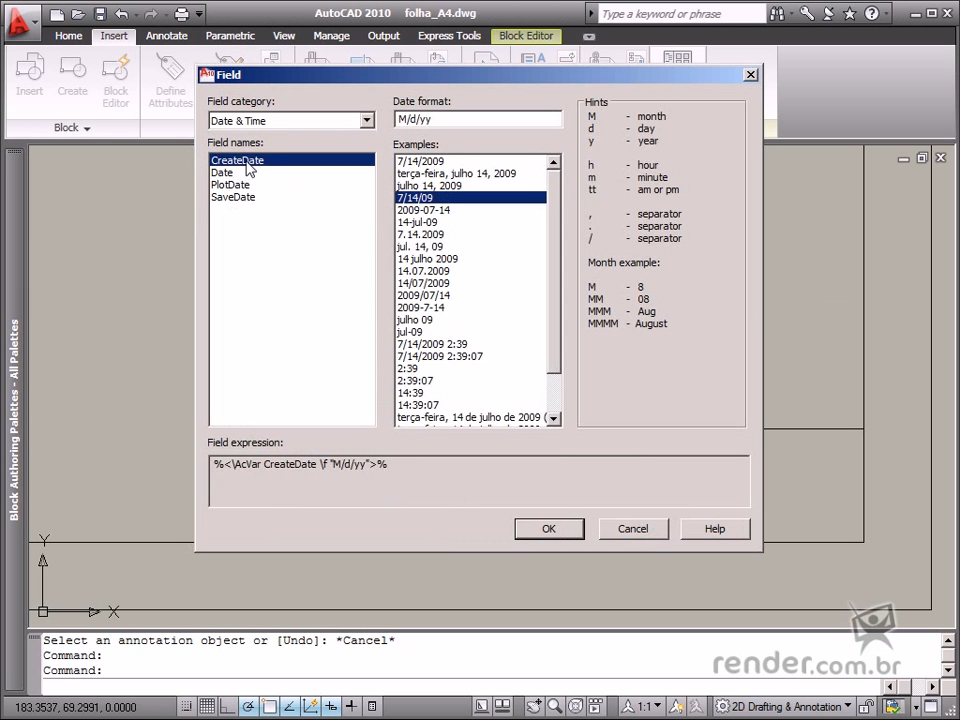 AutoCAD 2010 folha_A4.dwg
Type a keyword or phrase
Home Insert Annotate Parametric View Manage Output Express Tools Block Editor
Insert Create Block Editor Define Attributes
Block
Field
Field category:
Date & Time
Field names:
CreateDate
Date
PlotDate
SaveDate
Date format:
M/d/yy
Examples:
7/14/2009
terça-feira, julho 14, 2009
julho 14, 2009
7/14/09
2009-07-14
14-jul-09
7.14.2009
jul. 14, 09
14 julho 2009
14.07.2009
14/07/2009
2009/07/14
2009-7-14
julho 09
jul-09
7/14/2009 2:39
7/14/2009 2:39:07
2:39
2:39:07
14:39
14:39:07
terça-feira, 14 de julho de 2009 (
Hints
M - month
d - day
y - year
h - hour
m - minute
tt - am or pm
, - separator
. - separator
/ - separator
Month example:
M - 8
MM - 08
MMM - Aug
MMMM - August
Field expression:
%<\AcVar CreateDate \f "M/d/yy">%
OK Cancel Help
Block Authoring Palettes - All Palettes
Y
X
Select an annotation object or [Undo]: *Cancel*
Command:
Command:
render.com.br
183.3537, 69.2991, 0.0000
1:1
2D Drafting & Annotation